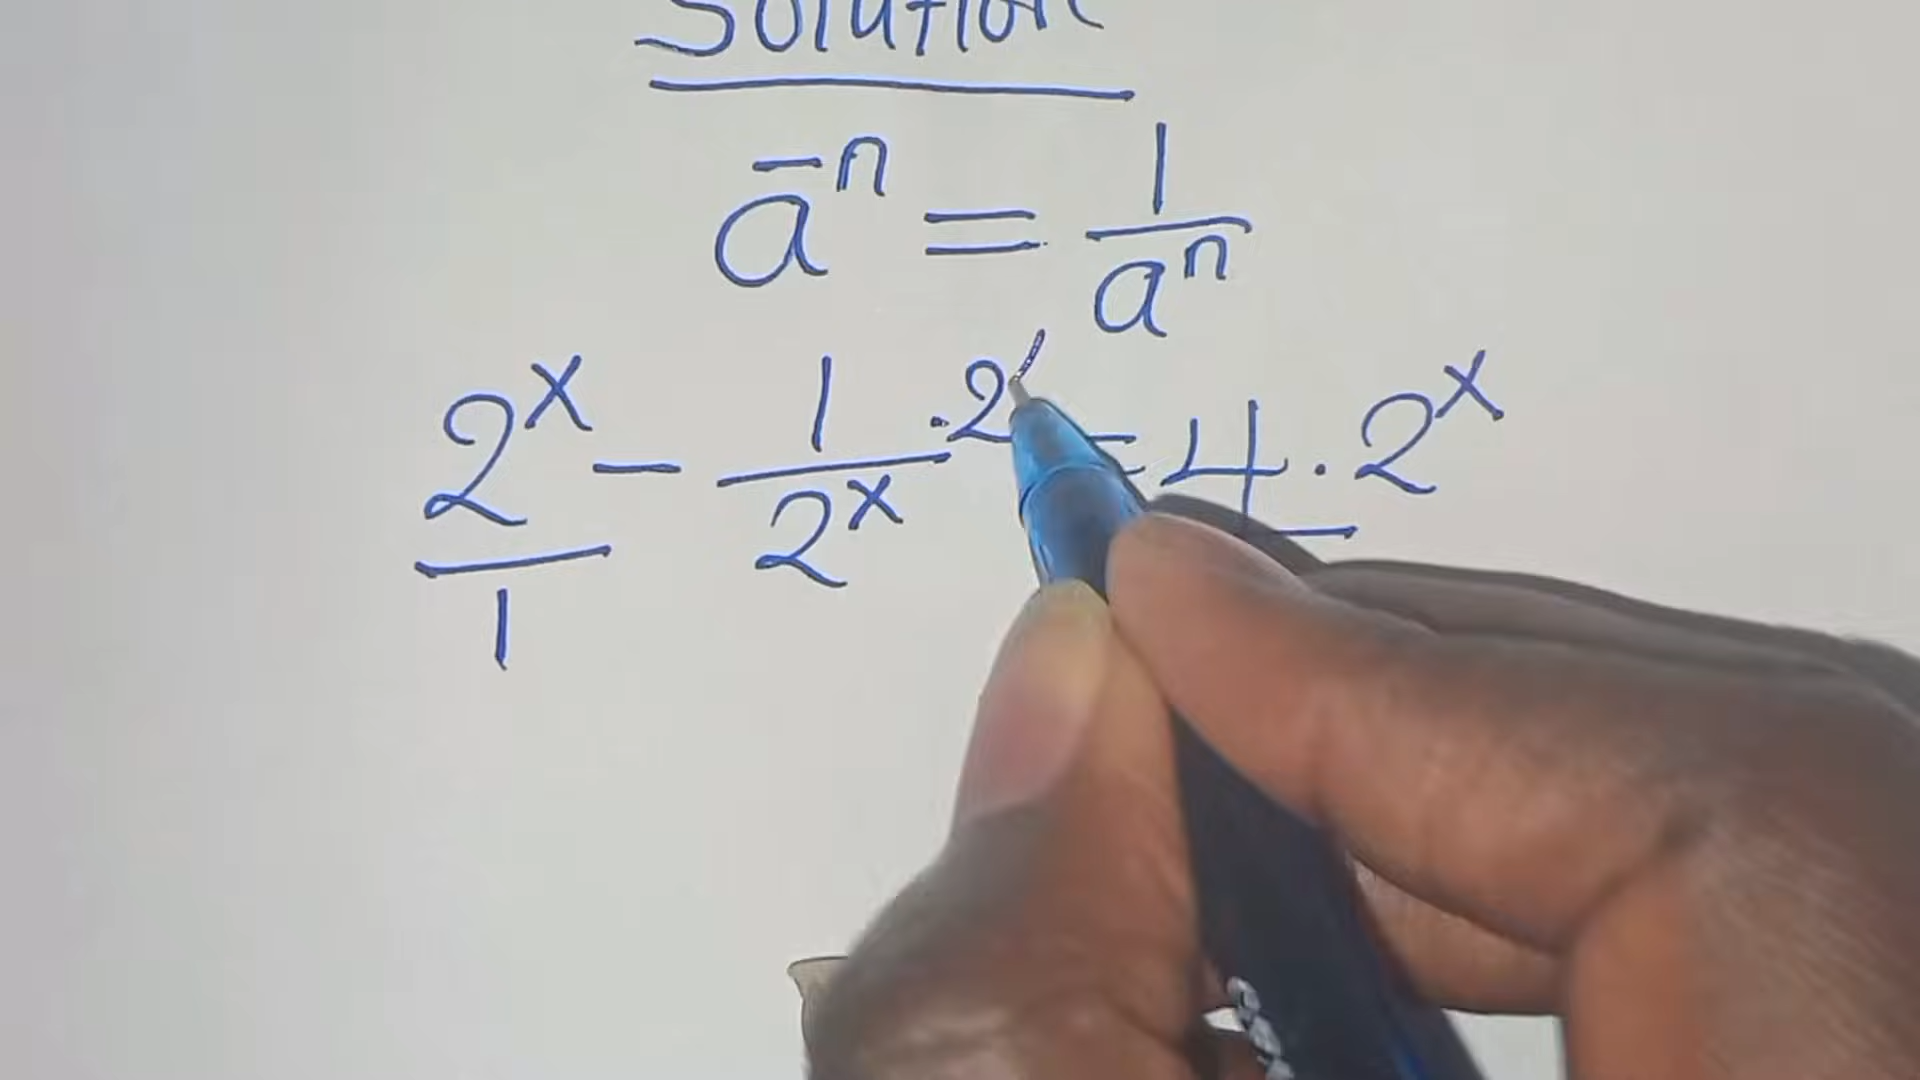 Solution
a⁻ⁿ = 1/aⁿ
2ˣ/1 - 1/2ˣ · 2 = 4 · 2ˣ